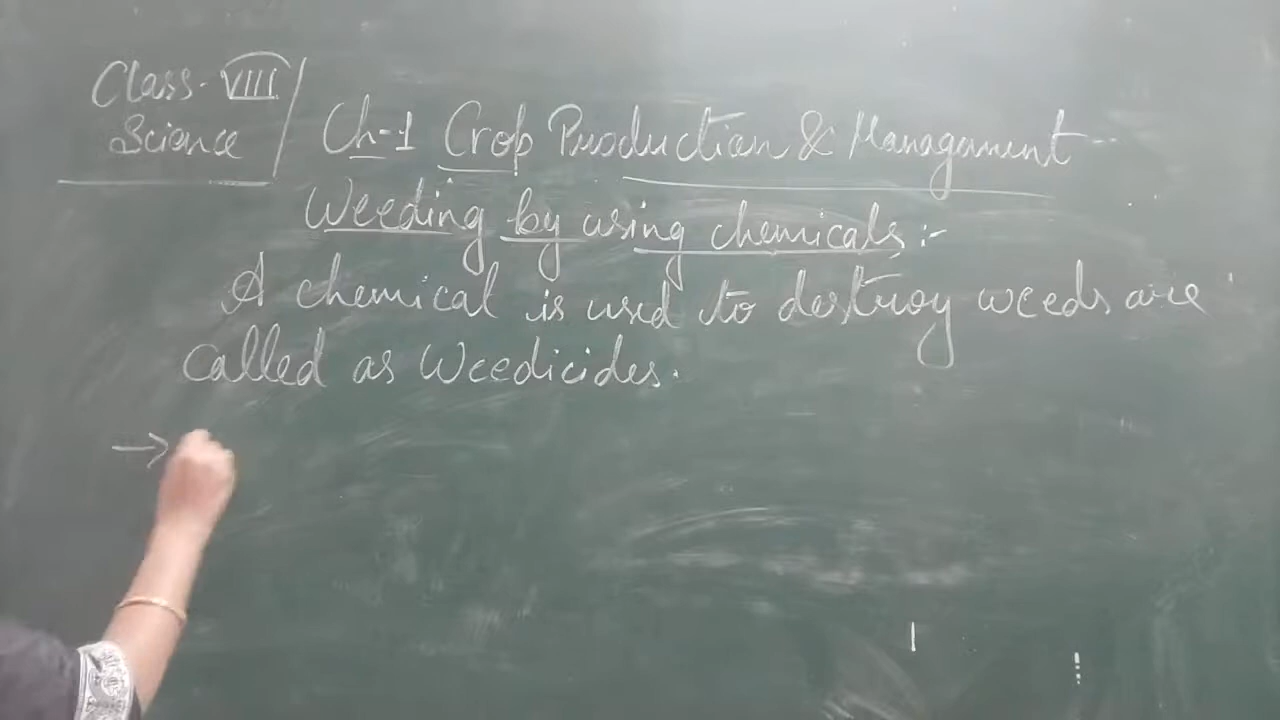 Class- VIII
Science
Ch-1 Crop Production & Management
Weeding by using chemicals :-
A chemical is used to destroy weeds are
called as Weedicides.
→